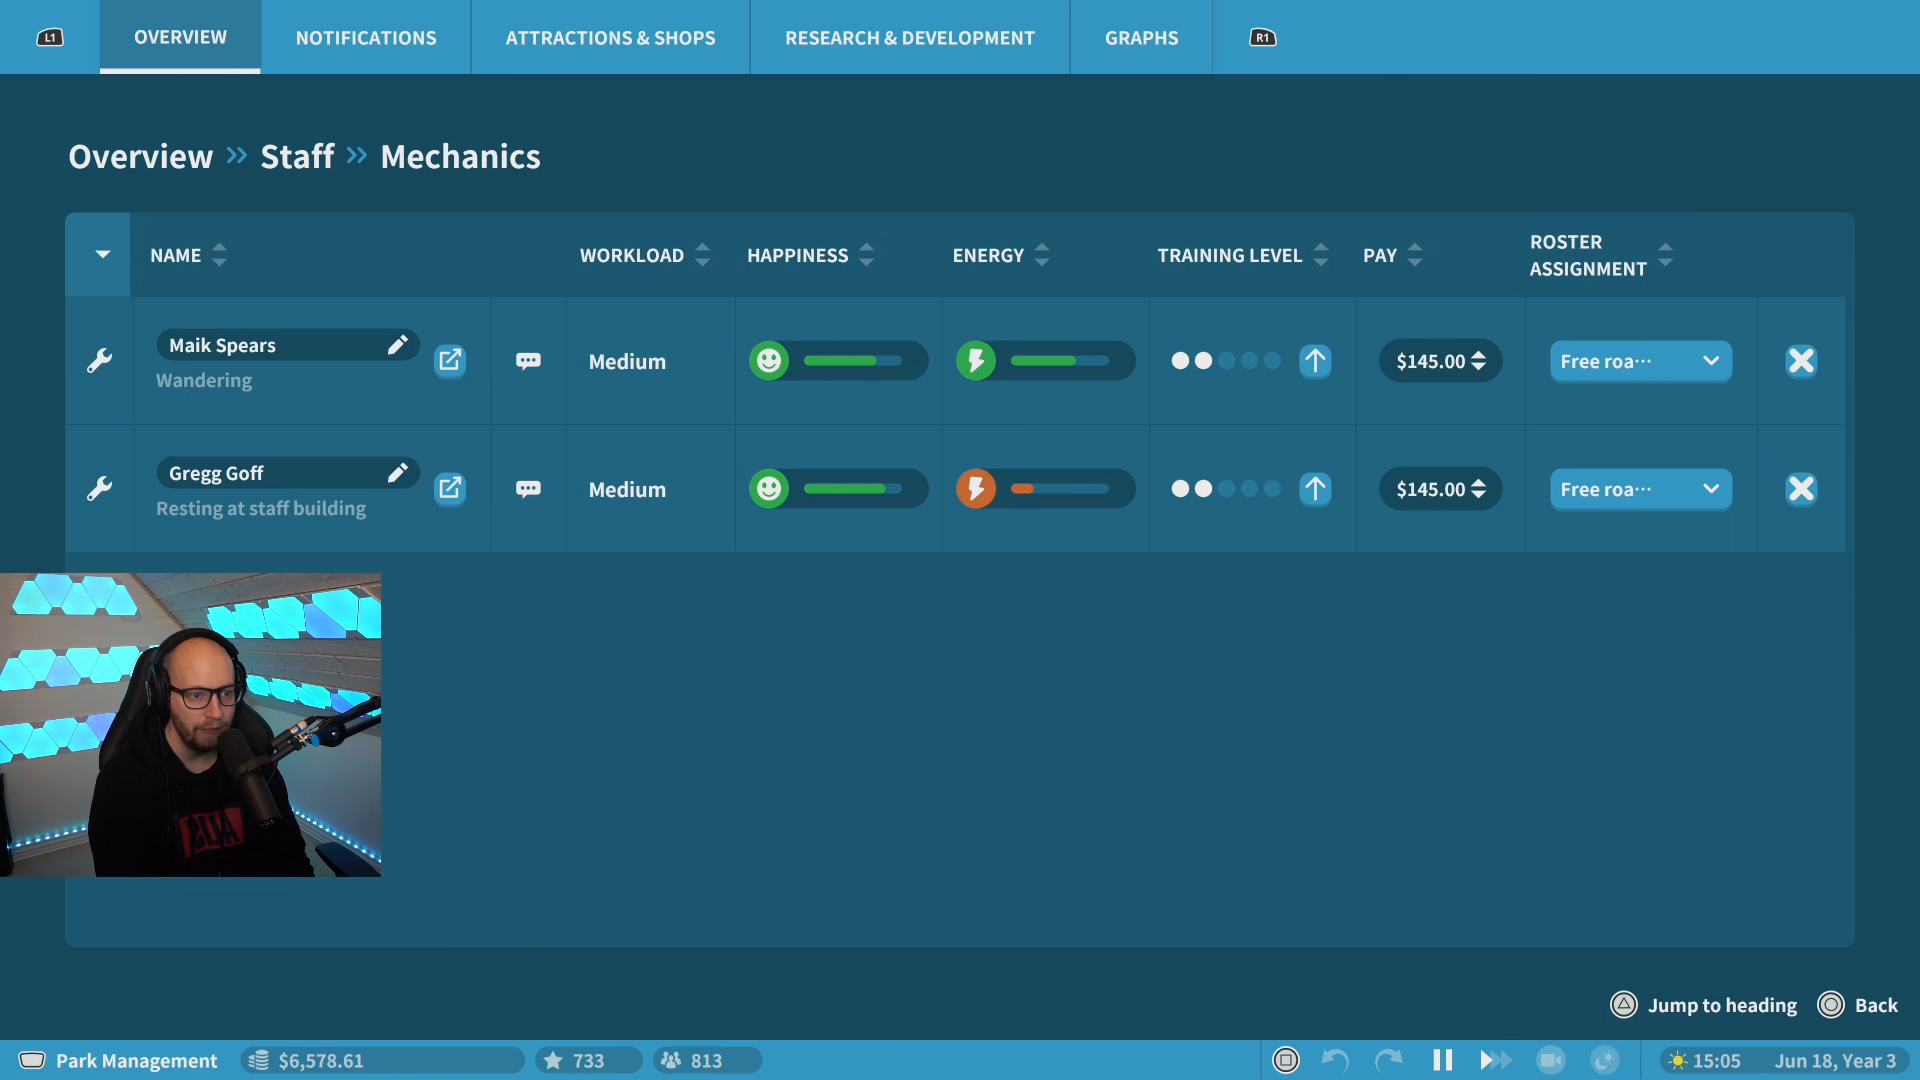 L1
OVERVIEW
NOTIFICATIONS
ATTRACTIONS & SHOPS
RESEARCH & DEVELOPMENT
GRAPHS
R1
Overview » Staff » Mechanics
NAME
WORKLOAD
HAPPINESS
ENERGY
TRAINING LEVEL
PAY
ROSTER
ASSIGNMENT
Maik Spears
Wandering
Medium
$145.00
Free roa...
Gregg Goff
Resting at staff building
Medium
$145.00
Free roa...
Jump to heading
Back
Park Management
$6,578.61
733
813
15:05
Jun 18, Year 3